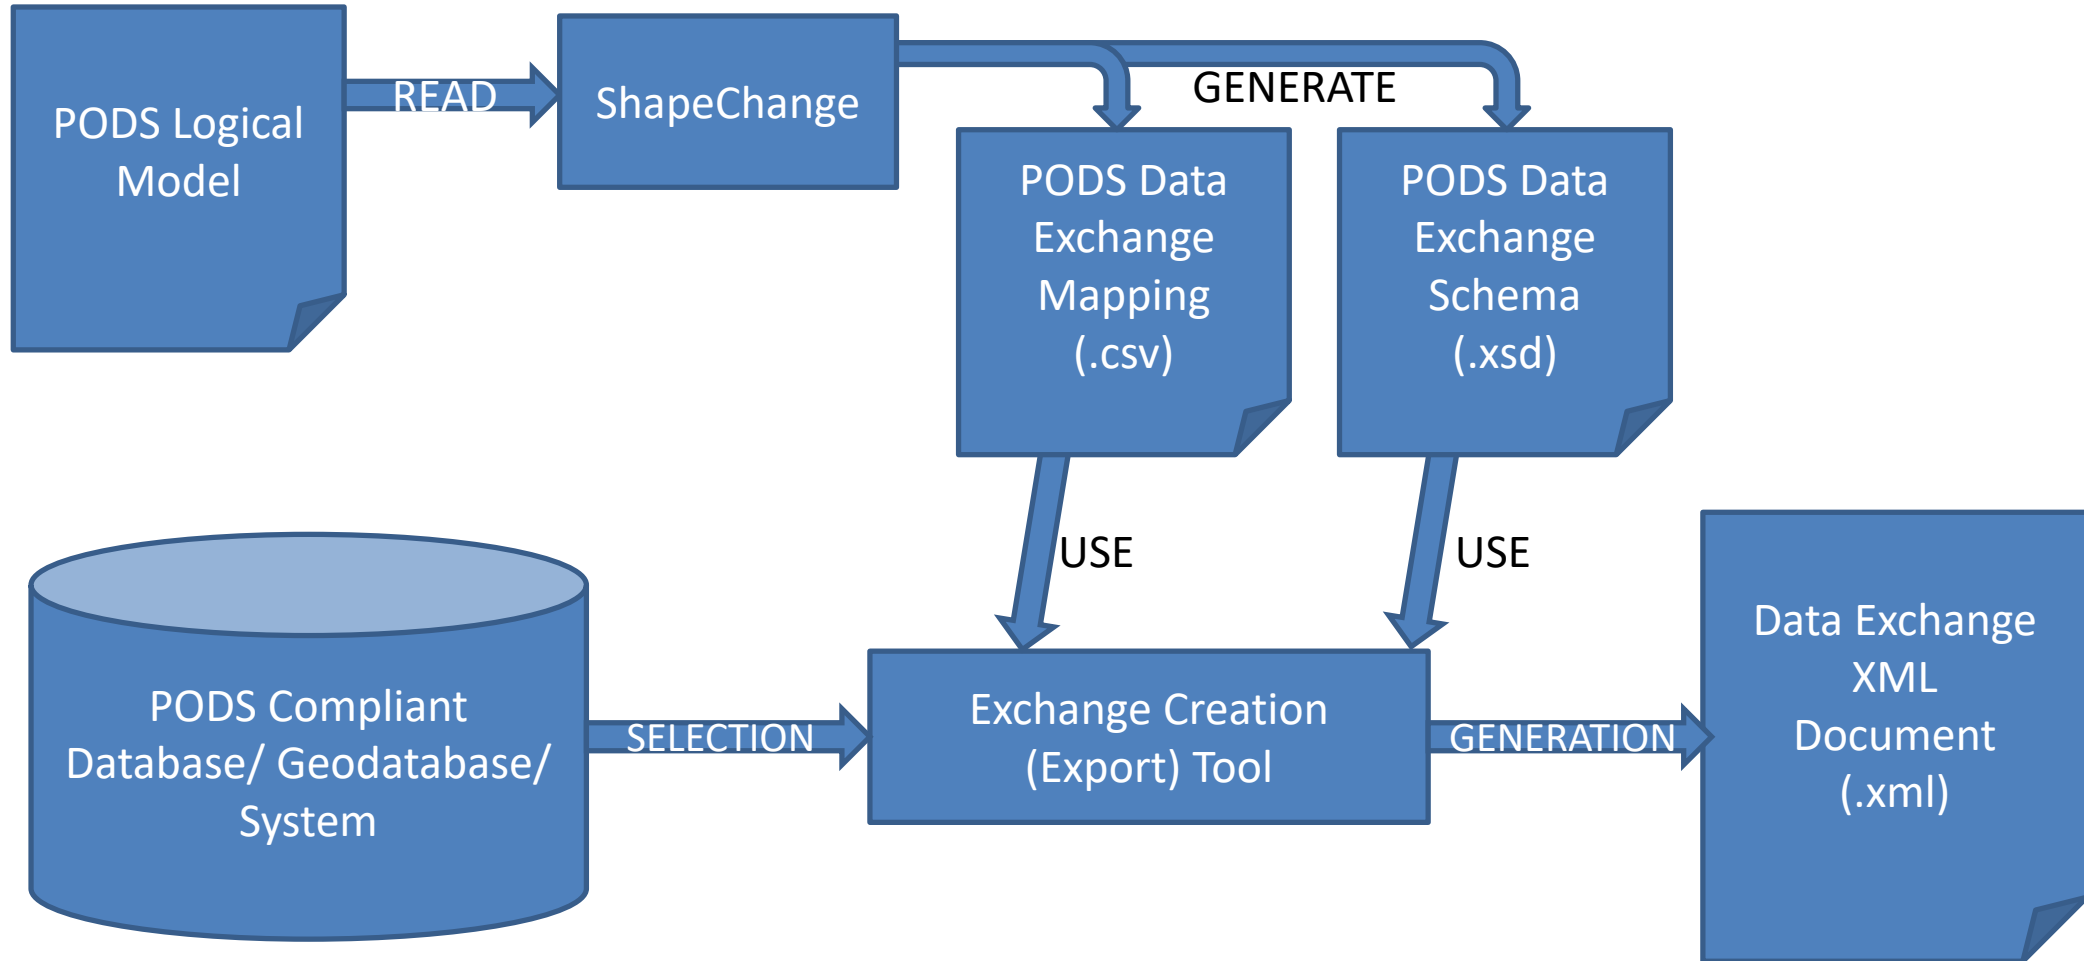 PODS Logical
Model
READ
ShapeChange
GENERATE
PODS Data
Exchange
Mapping
(.csv)
PODS Data
Exchange
Schema
(.xsd)
USE
USE
PODS Compliant
Database/ Geodatabase/
System
SELECTION
Exchange Creation
(Export) Tool
GENERATION
Data Exchange
XML
Document
(.xml)